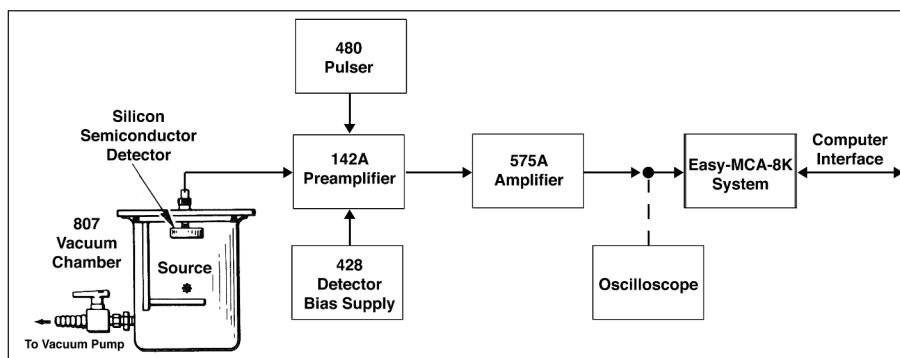 480
Pulser
Silicon
Semiconductor
Detector
142A
Preamplifier
575A
Amplifier
Easy-MCA-8K
System
Computer
Interface
807
Vacuum
Chamber
Source
428
Detector
Bias Supply
Oscilloscope
To Vacuum Pump